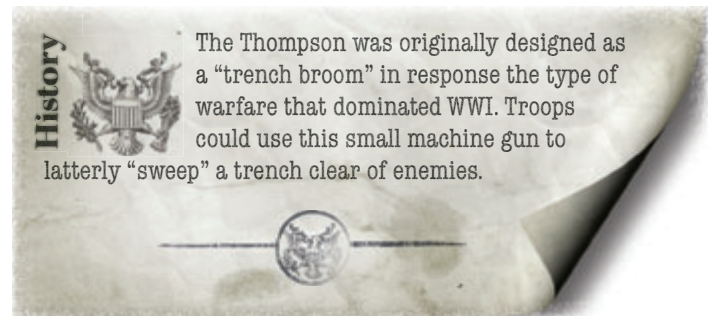 History
The Thompson was originally designed as
a “trench broom” in response the type of
warfare that dominated WWI. Troops
could use this small machine gun to
latterly “sweep” a trench clear of enemies.